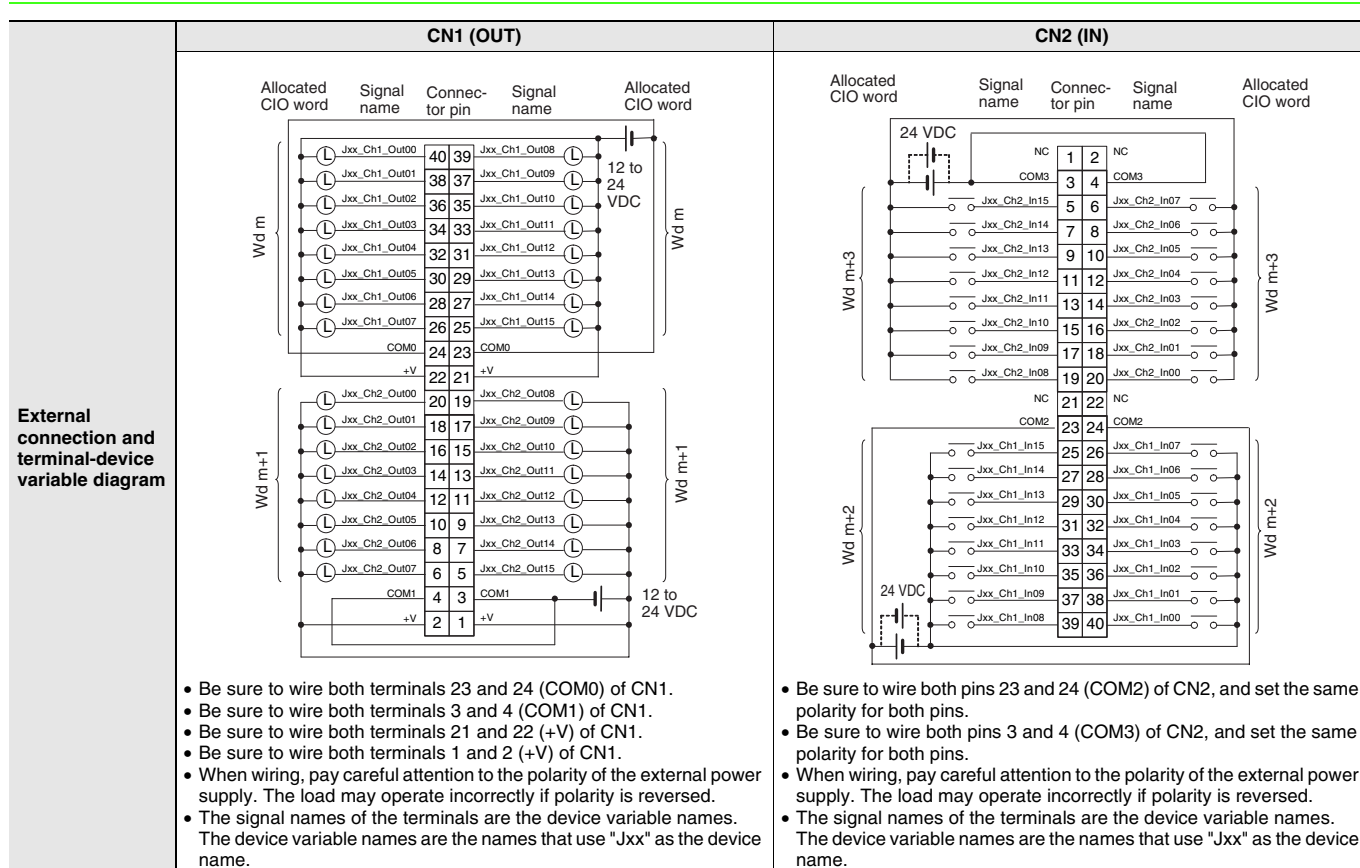 CN1 (OUT)
CN2 (IN)
External
connection and
terminal-device
variable diagram
Allocated
CIO word
Signal
name
Connec-
tor pin
Signal
name
Allocated
CIO word
12 to
24
VDC
Wd m
Wd m
Jxx_Ch1_Out00 40 39 Jxx_Ch1_Out08
Jxx_Ch1_Out01 38 37 Jxx_Ch1_Out09
Jxx_Ch1_Out02 36 35 Jxx_Ch1_Out10
Jxx_Ch1_Out03 34 33 Jxx_Ch1_Out11
Jxx_Ch1_Out04 32 31 Jxx_Ch1_Out12
Jxx_Ch1_Out05 30 29 Jxx_Ch1_Out13
Jxx_Ch1_Out06 28 27 Jxx_Ch1_Out14
Jxx_Ch1_Out07 26 25 Jxx_Ch1_Out15
COM0 24 23 COM0
+V 22 21 +V
Wd m+1
Wd m+1
L Jxx_Ch2_Out00 20 19 Jxx_Ch2_Out08 L
L Jxx_Ch2_Out01 18 17 Jxx_Ch2_Out09 L
L Jxx_Ch2_Out02 16 15 Jxx_Ch2_Out10 L
L Jxx_Ch2_Out03 14 13 Jxx_Ch2_Out11 L
L Jxx_Ch2_Out04 12 11 Jxx_Ch2_Out12 L
L Jxx_Ch2_Out05 10 9 Jxx_Ch2_Out13 L
L Jxx_Ch2_Out06 8 7 Jxx_Ch2_Out14 L
L Jxx_Ch2_Out07 6 5 Jxx_Ch2_Out15 L
COM1 4 3 COM1
+V 2 1 +V
12 to
24 VDC
• Be sure to wire both terminals 23 and 24 (COM0) of CN1.
• Be sure to wire both terminals 3 and 4 (COM1) of CN1.
• Be sure to wire both terminals 21 and 22 (+V) of CN1.
• Be sure to wire both terminals 1 and 2 (+V) of CN1.
• When wiring, pay careful attention to the polarity of the external power
supply. The load may operate incorrectly if polarity is reversed.
• The signal names of the terminals are the device variable names.
The device variable names are the names that use "Jxx" as the device
name.
Allocated
CIO word
Signal
name
Connec-
tor pin
Signal
name
Allocated
CIO word
24 VDC
NC 1 2 NC
COM3 3 4 COM3
Wd m+3
Wd m+3
Jxx_Ch2_In15 5 6 Jxx_Ch2_In07
Jxx_Ch2_In14 7 8 Jxx_Ch2_In06
Jxx_Ch2_In13 9 10 Jxx_Ch2_In05
Jxx_Ch2_In12 11 12 Jxx_Ch2_In04
Jxx_Ch2_In11 13 14 Jxx_Ch2_In03
Jxx_Ch2_In10 15 16 Jxx_Ch2_In02
Jxx_Ch2_In09 17 18 Jxx_Ch2_In01
Jxx_Ch2_In08 19 20 Jxx_Ch2_In00
NC 21 22 NC
COM2 23 24 COM2
Wd m+2
Wd m+2
Jxx_Ch1_In15 25 26 Jxx_Ch1_In07
Jxx_Ch1_In14 27 28 Jxx_Ch1_In06
Jxx_Ch1_In13 29 30 Jxx_Ch1_In05
Jxx_Ch1_In12 31 32 Jxx_Ch1_In04
Jxx_Ch1_In11 33 34 Jxx_Ch1_In03
Jxx_Ch1_In10 35 36 Jxx_Ch1_In02
Jxx_Ch1_In09 37 38 Jxx_Ch1_In01
Jxx_Ch1_In08 39 40 Jxx_Ch1_In00
24 VDC
• Be sure to wire both pins 23 and 24 (COM2) of CN2, and set the same
polarity for both pins.
• Be sure to wire both pins 3 and 4 (COM3) of CN2, and set the same
polarity for both pins.
• When wiring, pay careful attention to the polarity of the external power
supply. The load may operate incorrectly if polarity is reversed.
• The signal names of the terminals are the device variable names.
The device variable names are the names that use "Jxx" as the device
name.